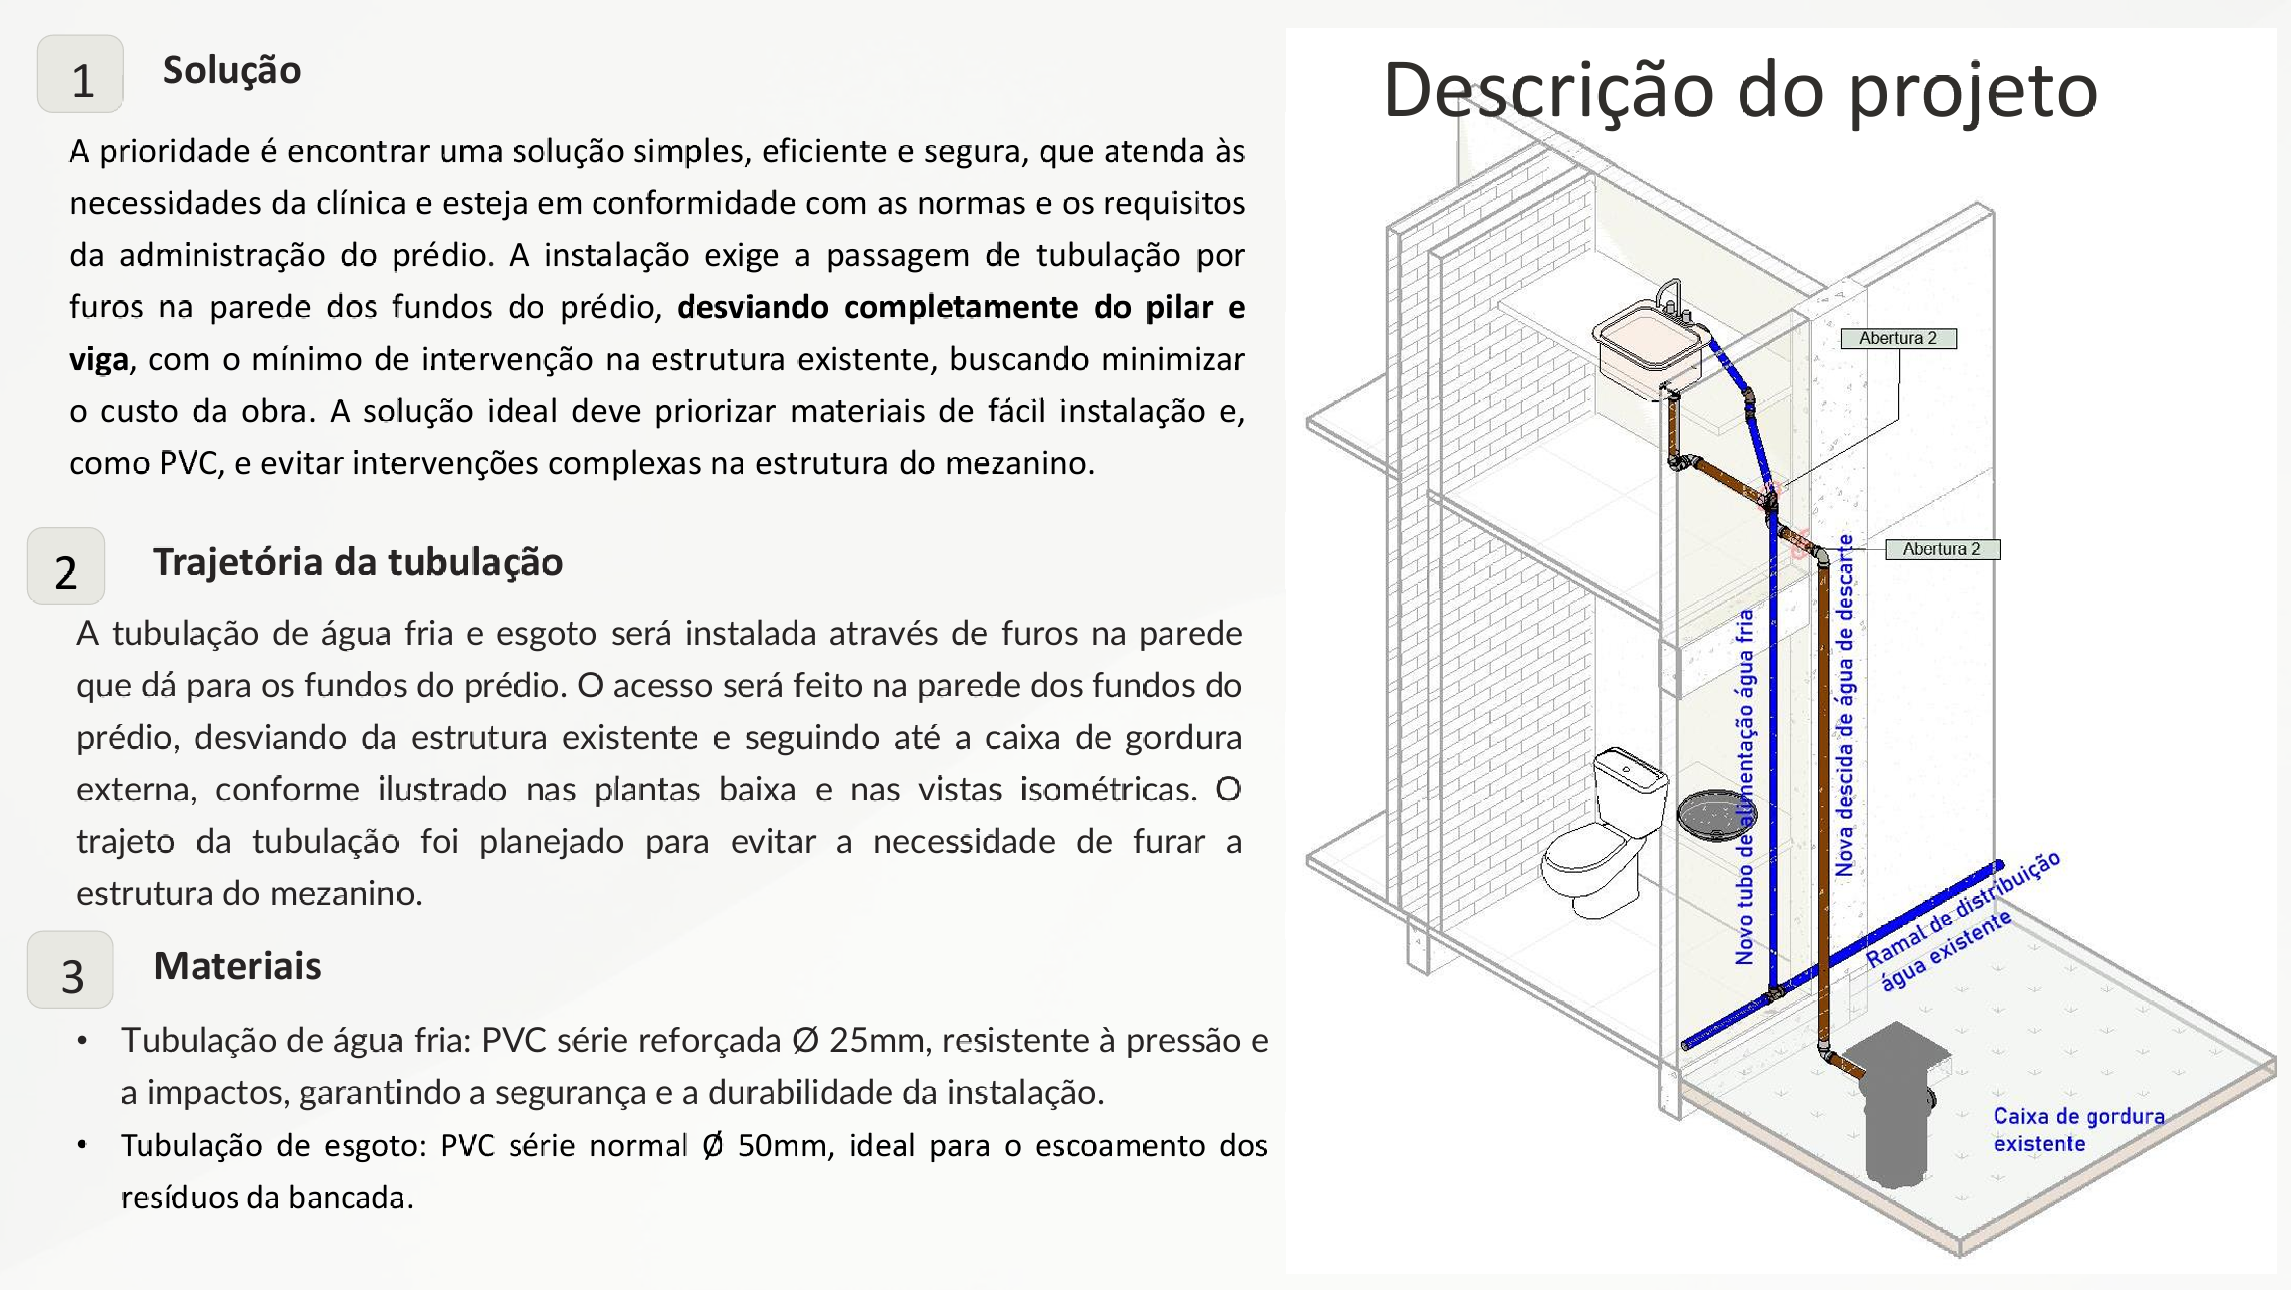 Descrição do projeto
1 Solução
A prioridade é encontrar uma solução simples, eficiente e segura, que atenda às
necessidades da clínica e esteja em conformidade com as normas e os requisitos
da administração do prédio. A instalação exige a passagem de tubulação por
furos na parede dos fundos do prédio, desviando completamente do pilar e
viga, com o mínimo de intervenção na estrutura existente, buscando minimizar
o custo da obra. A solução ideal deve priorizar materiais de fácil instalação e,
como PVC, e evitar intervenções complexas na estrutura do mezanino.
2 Trajetória da tubulação
A tubulação de água fria e esgoto será instalada através de furos na parede
que dá para os fundos do prédio. O acesso será feito na parede dos fundos do
prédio, desviando da estrutura existente e seguindo até a caixa de gordura
externa, conforme ilustrado nas plantas baixa e nas vistas isométricas. O
trajeto da tubulação foi planejado para evitar a necessidade de furar a
estrutura do mezanino.
3 Materiais
• Tubulação de água fria: PVC série reforçada Ø 25mm, resistente à pressão e
a impactos, garantindo a segurança e a durabilidade da instalação.
• Tubulação de esgoto: PVC série normal Ø 50mm, ideal para o escoamento dos
resíduos da bancada.
Abertura 2
Abertura 2
Novo tubo de alimentação água fria
Nova descida de água de descarte
Ramal de distribuição
água existente
Caixa de gordura
existente